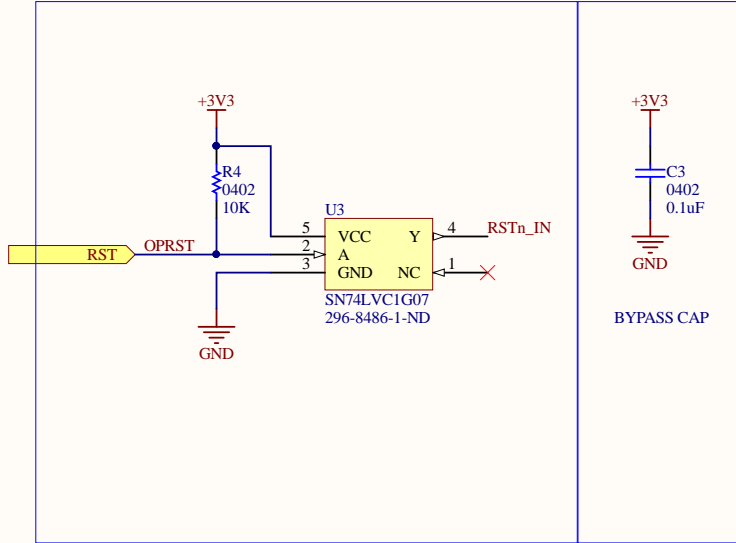 +3V3
R4
0402
10K
U3
5
VCC
Y
4
RSTn_IN
RST
OPRST
2
A
3
GND
NC
1
SN74LVC1G07
296-8486-1-ND
GND
+3V3
C3
0402
0.1uF
GND
BYPASS CAP